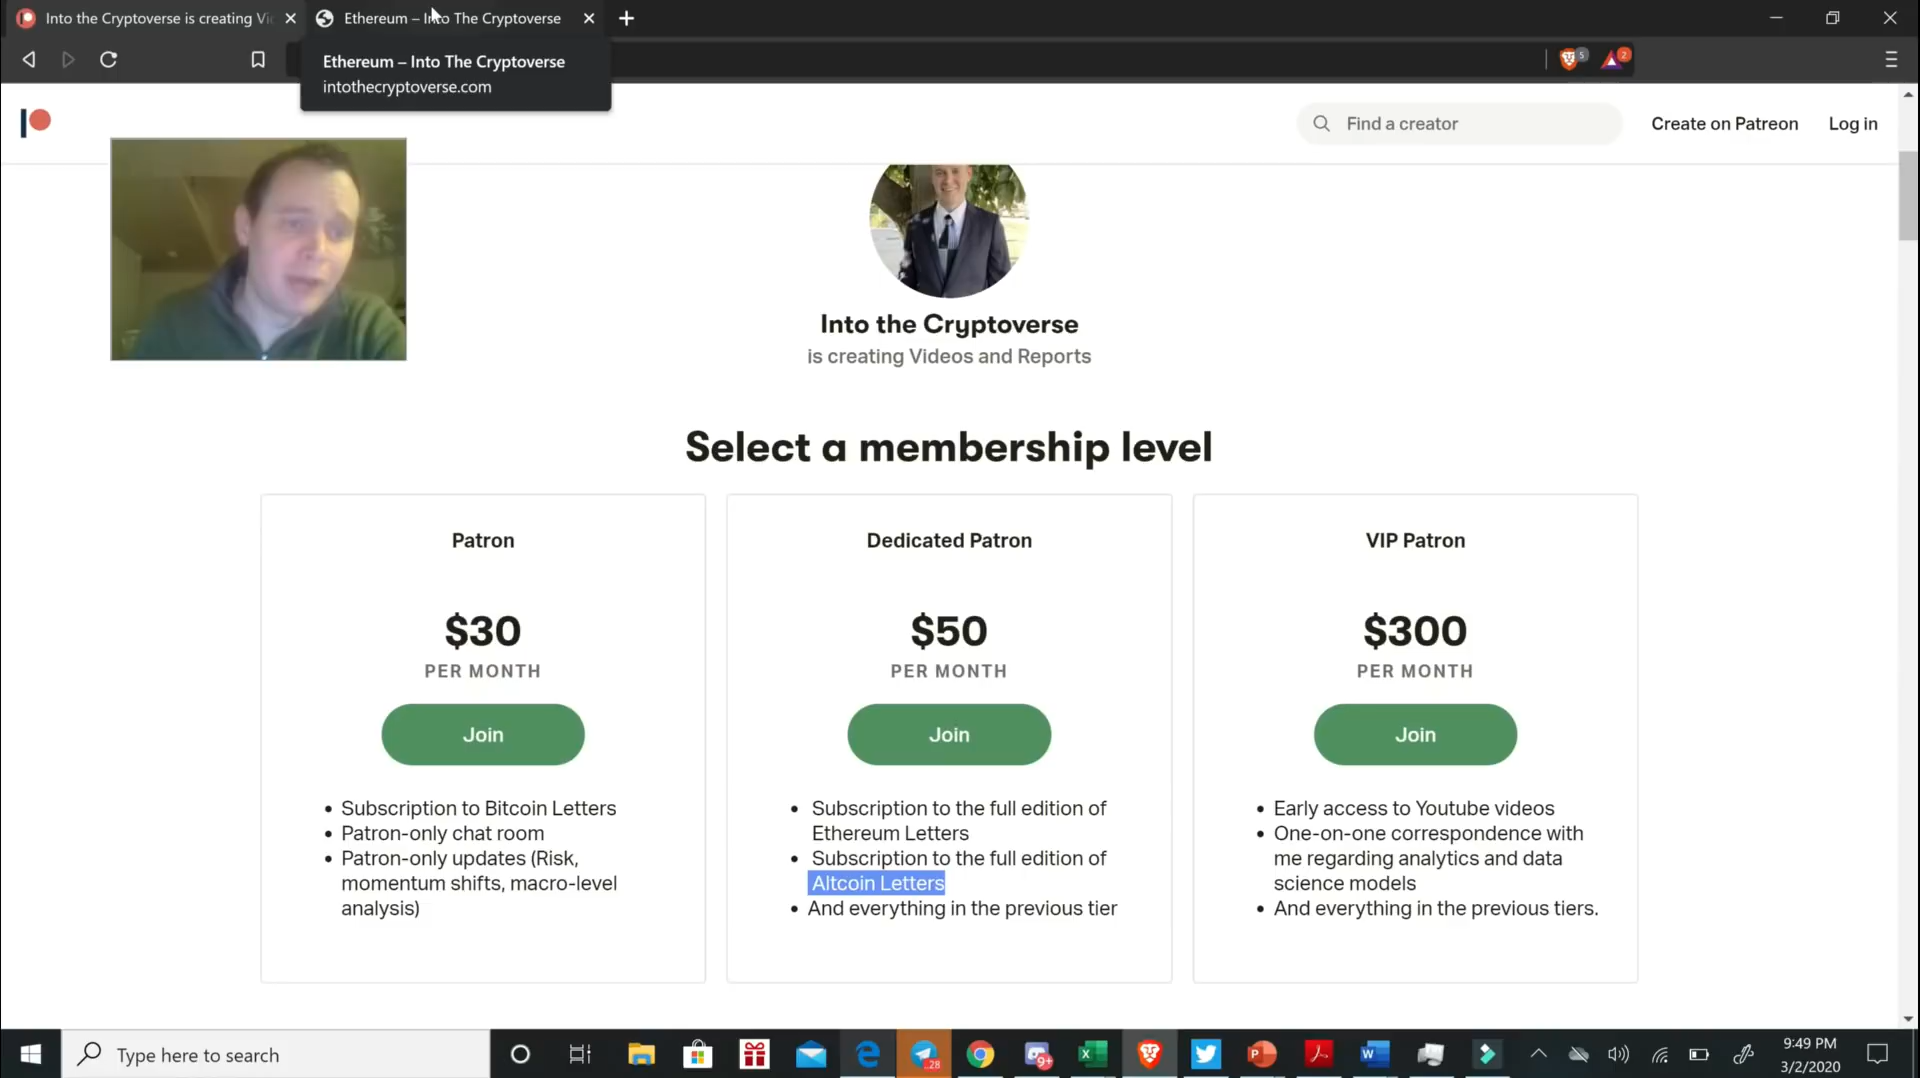 Into the Cryptoverse is creating Vi
Ethereum – Into The Cryptoverse
Ethereum – Into The Cryptoverse
intothecryptoverse.com
5
2
Find a creator
Create on Patreon
Log in
Into the Cryptoverse
is creating Videos and Reports
Select a membership level
Patron
$30
PER MONTH
Join
• Subscription to Bitcoin Letters
• Patron-only chat room
• Patron-only updates (Risk,
momentum shifts, macro-level
analysis)
Dedicated Patron
$50
PER MONTH
Join
• Subscription to the full edition of
Ethereum Letters
• Subscription to the full edition of
Altcoin Letters
• And everything in the previous tier
VIP Patron
$300
PER MONTH
Join
• Early access to Youtube videos
• One-on-one correspondence with
me regarding analytics and data
science models
• And everything in the previous tiers.
Type here to search
28
9+
9:49 PM
3/2/2020